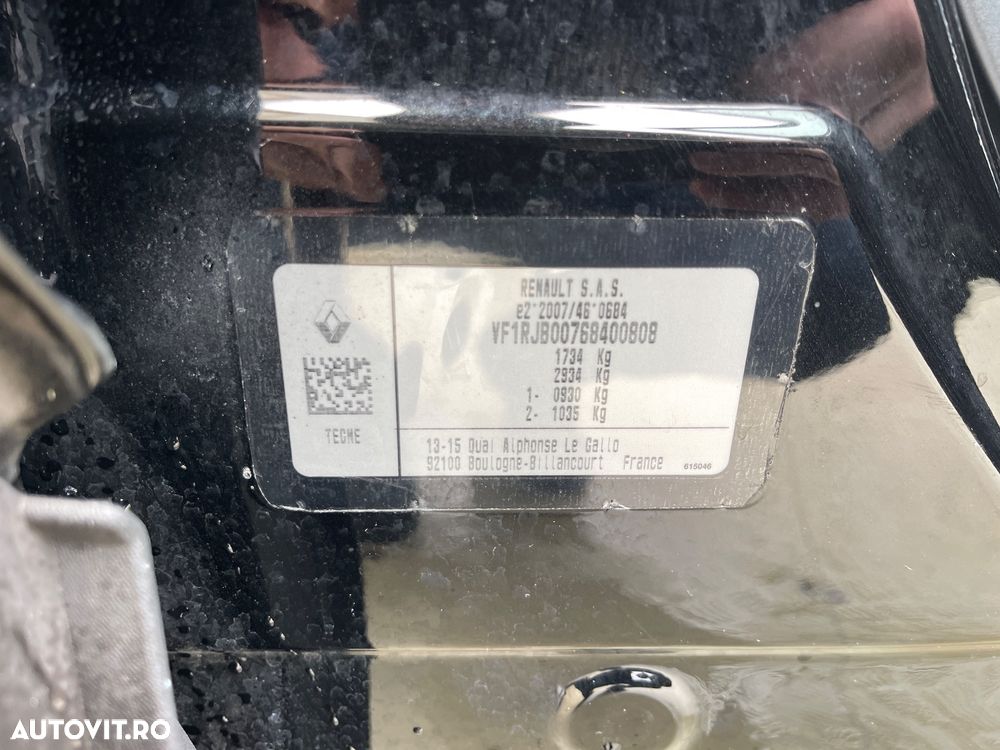 RENAULT S.A.S.
e2*2007/46*0684
VF1RJB00768400808
1734 Kg
2934 Kg
1- 0930 Kg
2- 1035 Kg
TECME
13-15 Quai Alphonse Le Gallo
92100 Boulogne-Billancourt France
615046
AUTOVIT.RO